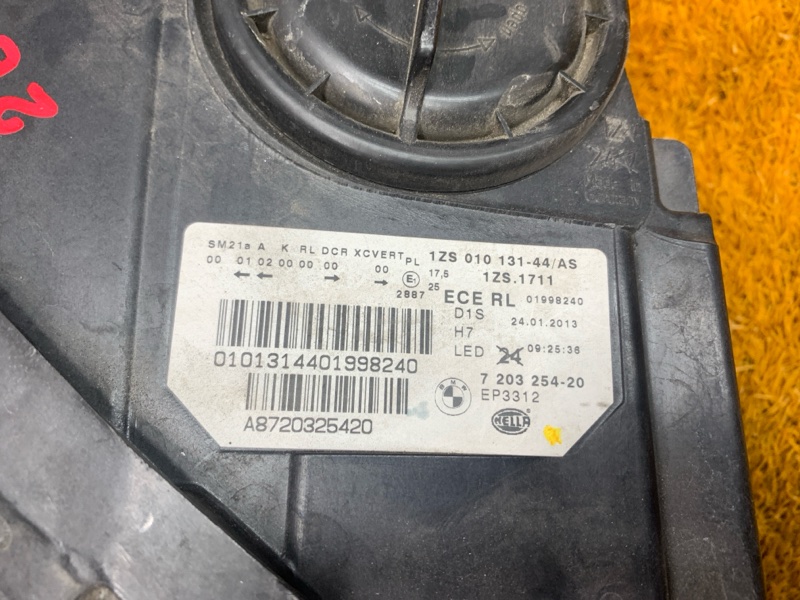 SM21a A K RL DCR XCVERT PL 1ZS 010 131-44/AS
00 01 02 00 00 00 00 E1 17,5 1ZS.1711
2887 25 ECE RL 01998240
D1S 24.01.2013
H7
LED 24 09:25:36
0101314401998240
7 203 254-20
BMW EP3312
HELLA
A8720325420